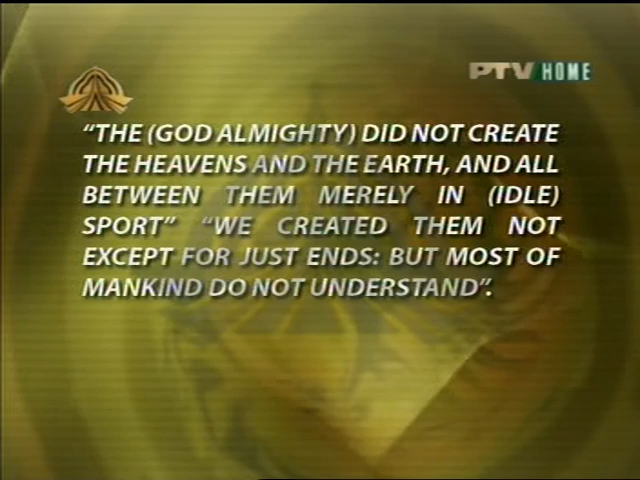 PTV HOME
"THE (GOD ALMIGHTY) DID NOT CREATE
THE HEAVENS AND THE EARTH, AND ALL
BETWEEN THEM MERELY IN (IDLE)
SPORT" "WE CREATED THEM NOT
EXCEPT FOR JUST ENDS: BUT MOST OF
MANKIND DO NOT UNDERSTAND".